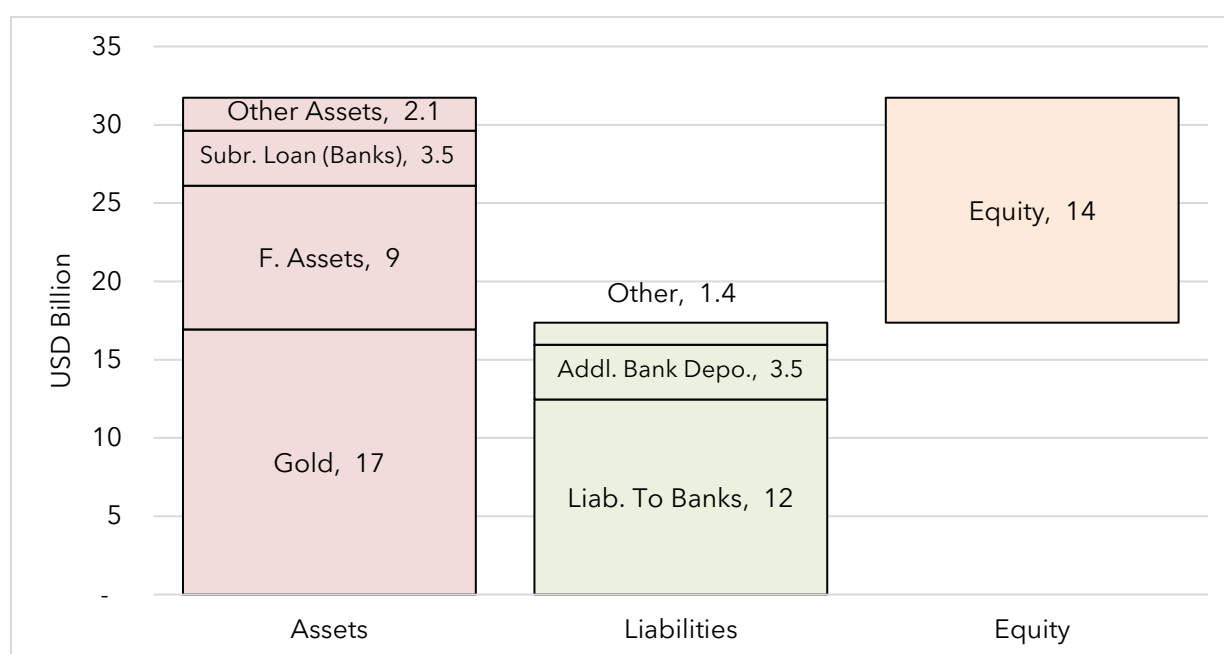 35
30
25
20
15
10
5
-
USD Billion
Other Assets, 2.1
Subr. Loan (Banks), 3.5
F. Assets, 9
Gold, 17
Other, 1.4
Addl. Bank Depo., 3.5
Liab. To Banks, 12
Equity, 14
Assets
Liabilities
Equity